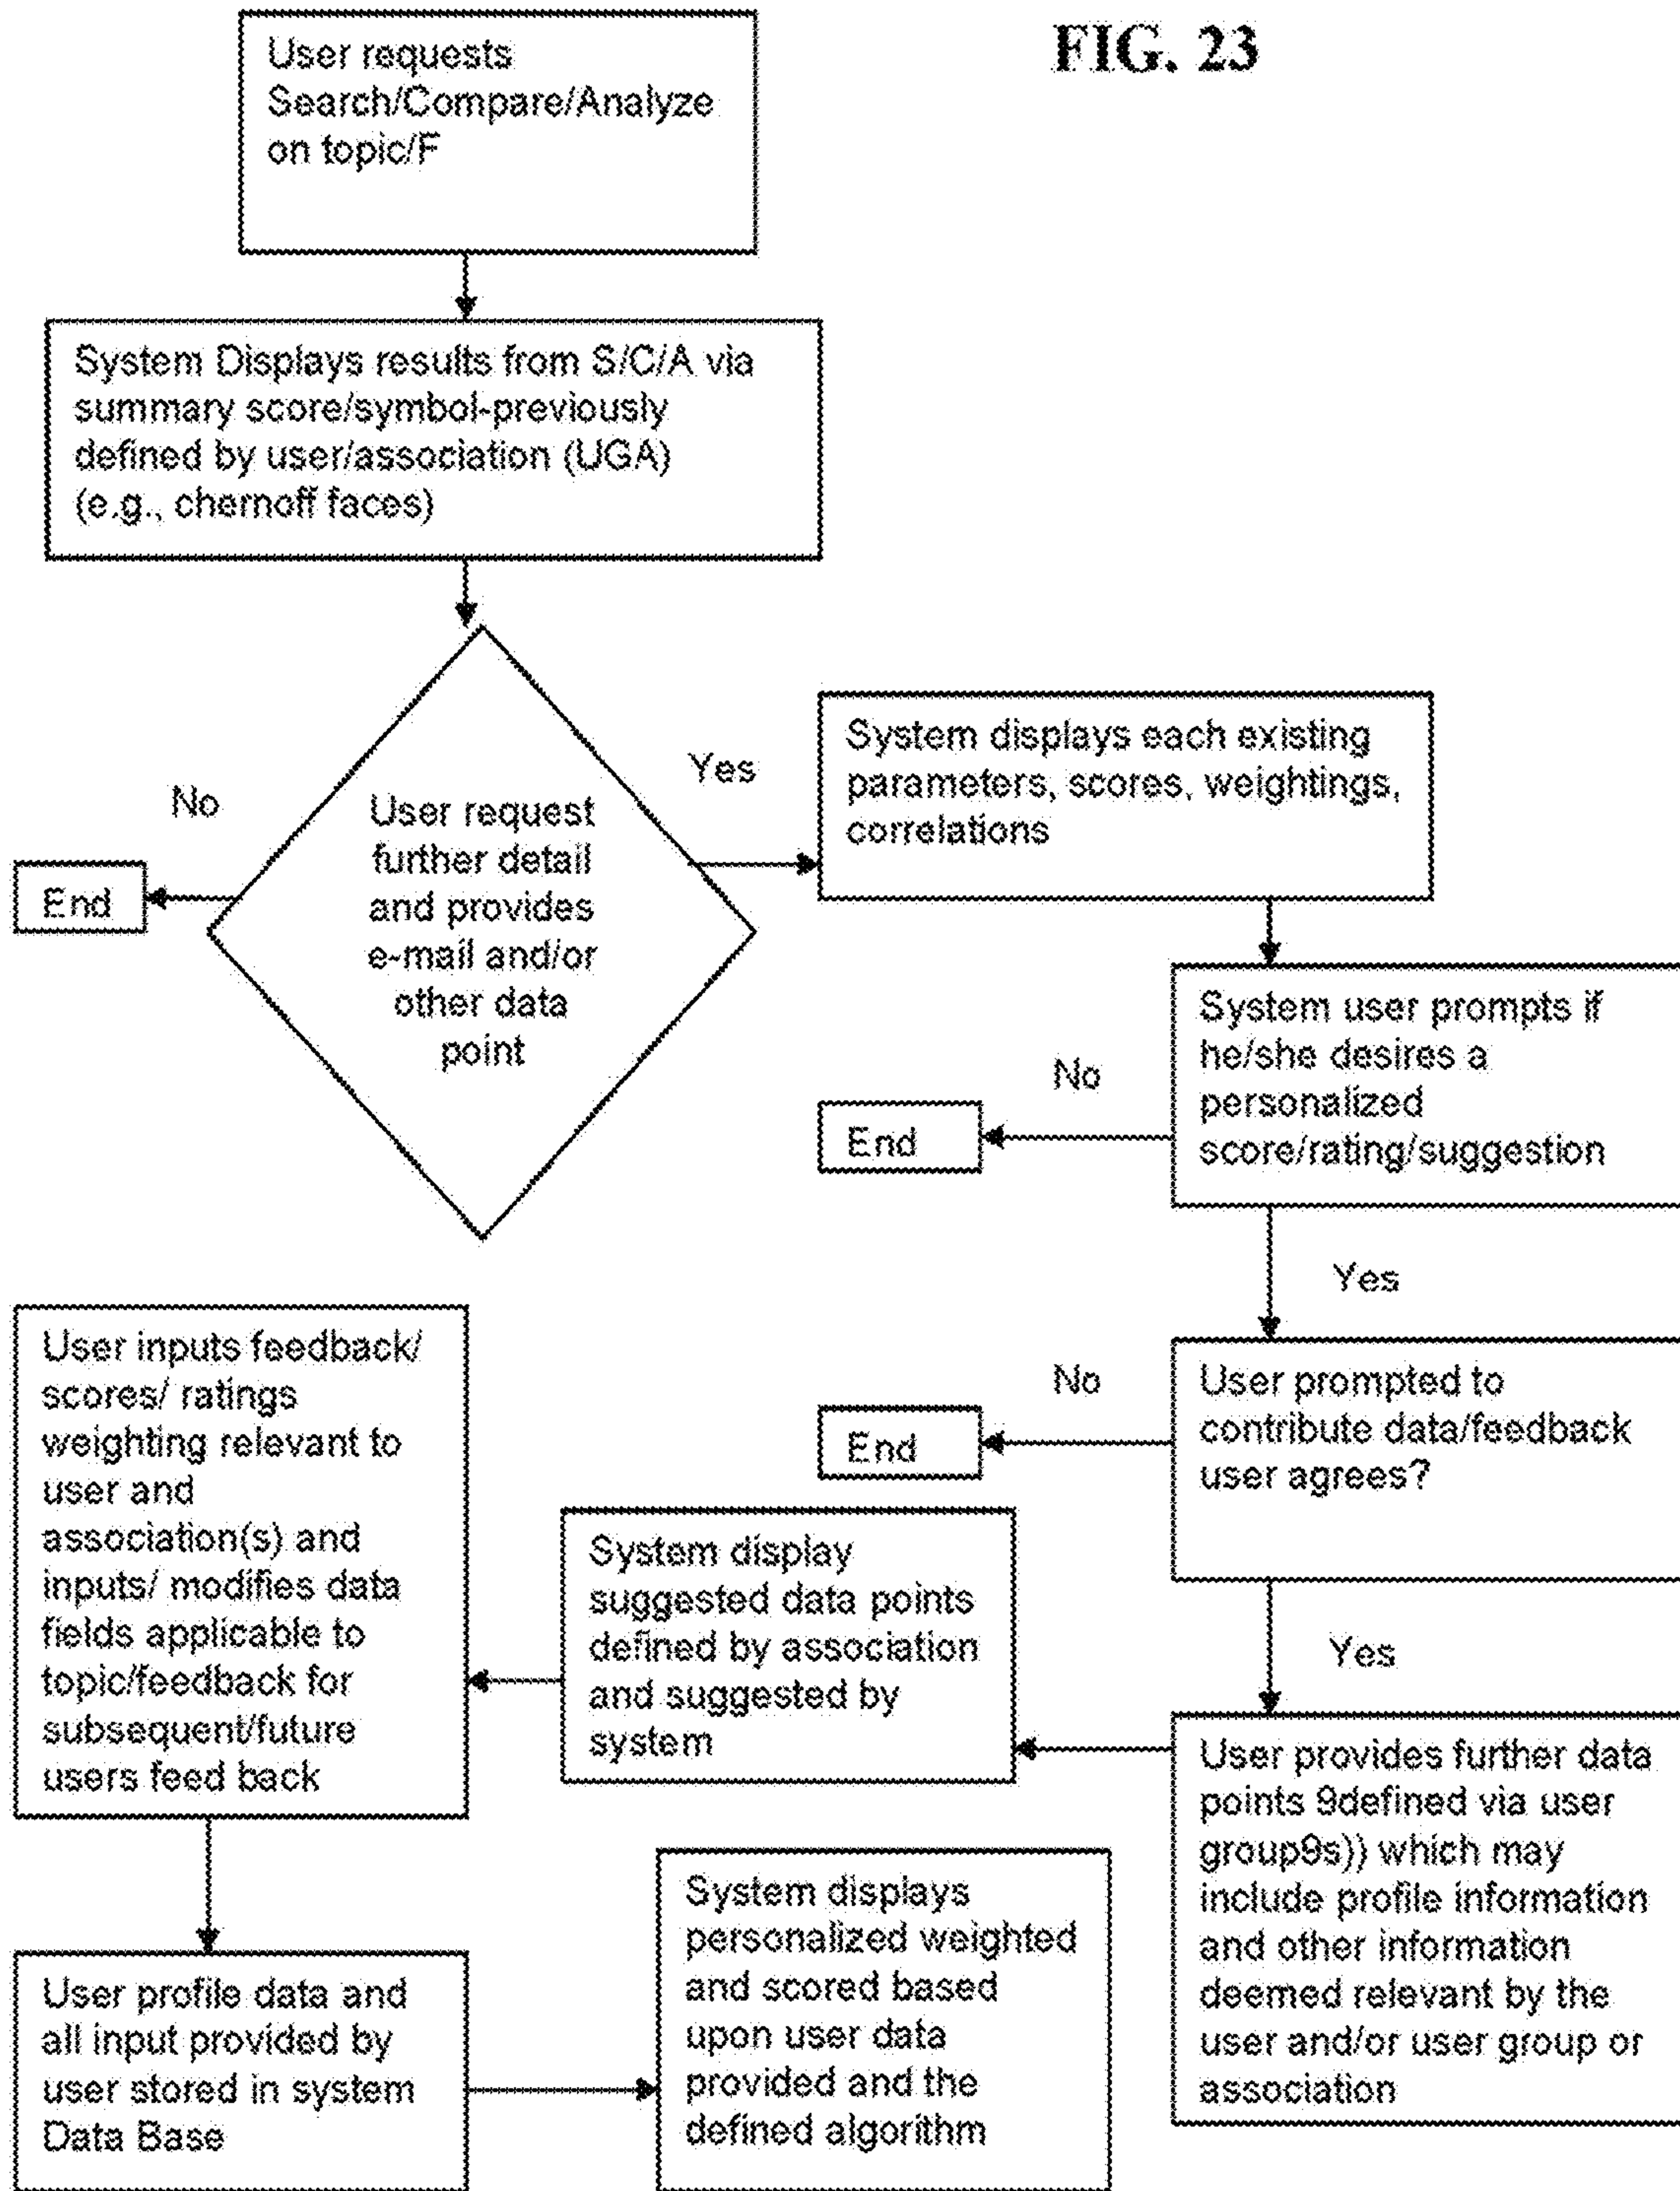 FIG. 23
User requests
Search/Compare/Analyze
on topic/F
System Displays results from S/C/A via
summary score/symbol-previously
defined by user/association (UGA)
(e.g., chernoff faces)
User request
further detail
and provides
e-mail and/or
other data
point
No
End
Yes
System displays each existing
parameters, scores, weightings,
correlations
System user prompts if
he/she desires a
personalized
score/rating/suggestion
No
End
Yes
User prompted to
contribute data/feedback
user agrees?
No
End
Yes
User provides further data
points 9defined via user
group9s)) which may
include profile information
and other information
deemed relevant by the
user and/or user group or
association
System display
suggested data points
defined by association
and suggested by
system
User inputs feedback/
scores/ ratings
weighting relevant to
user and
association(s) and
inputs/ modifies data
fields applicable to
topic/feedback for
subsequent/future
users feed back
User profile data and
all input provided by
user stored in system
Data Base
System displays
personalized weighted
and scored based
upon user data
provided and the
defined algorithm